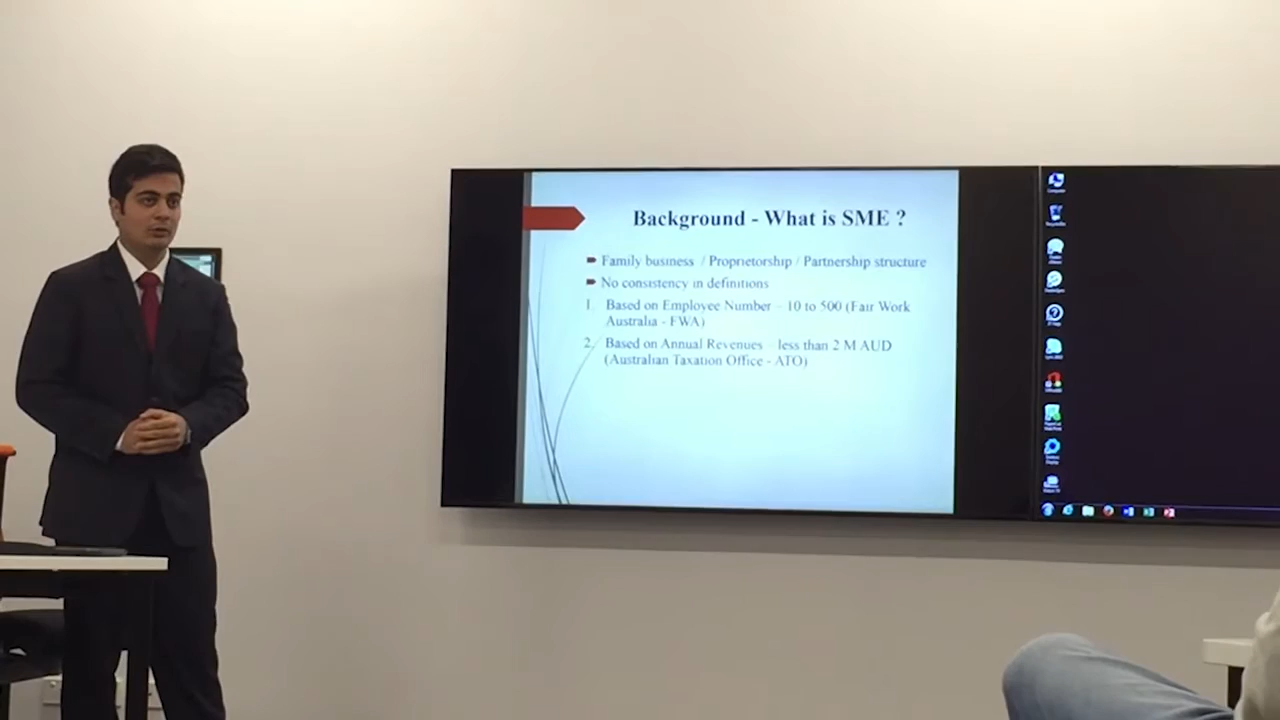 Background - What is SME ?
Family business / Proprietorship / Partnership structure
No consistency in definitions
1. Based on Employee Number – 10 to 500 (Fair Work
Australia - FWA)
2. Based on Annual Revenues – less than 2 M AUD
(Australian Taxation Office - ATO)
Computer